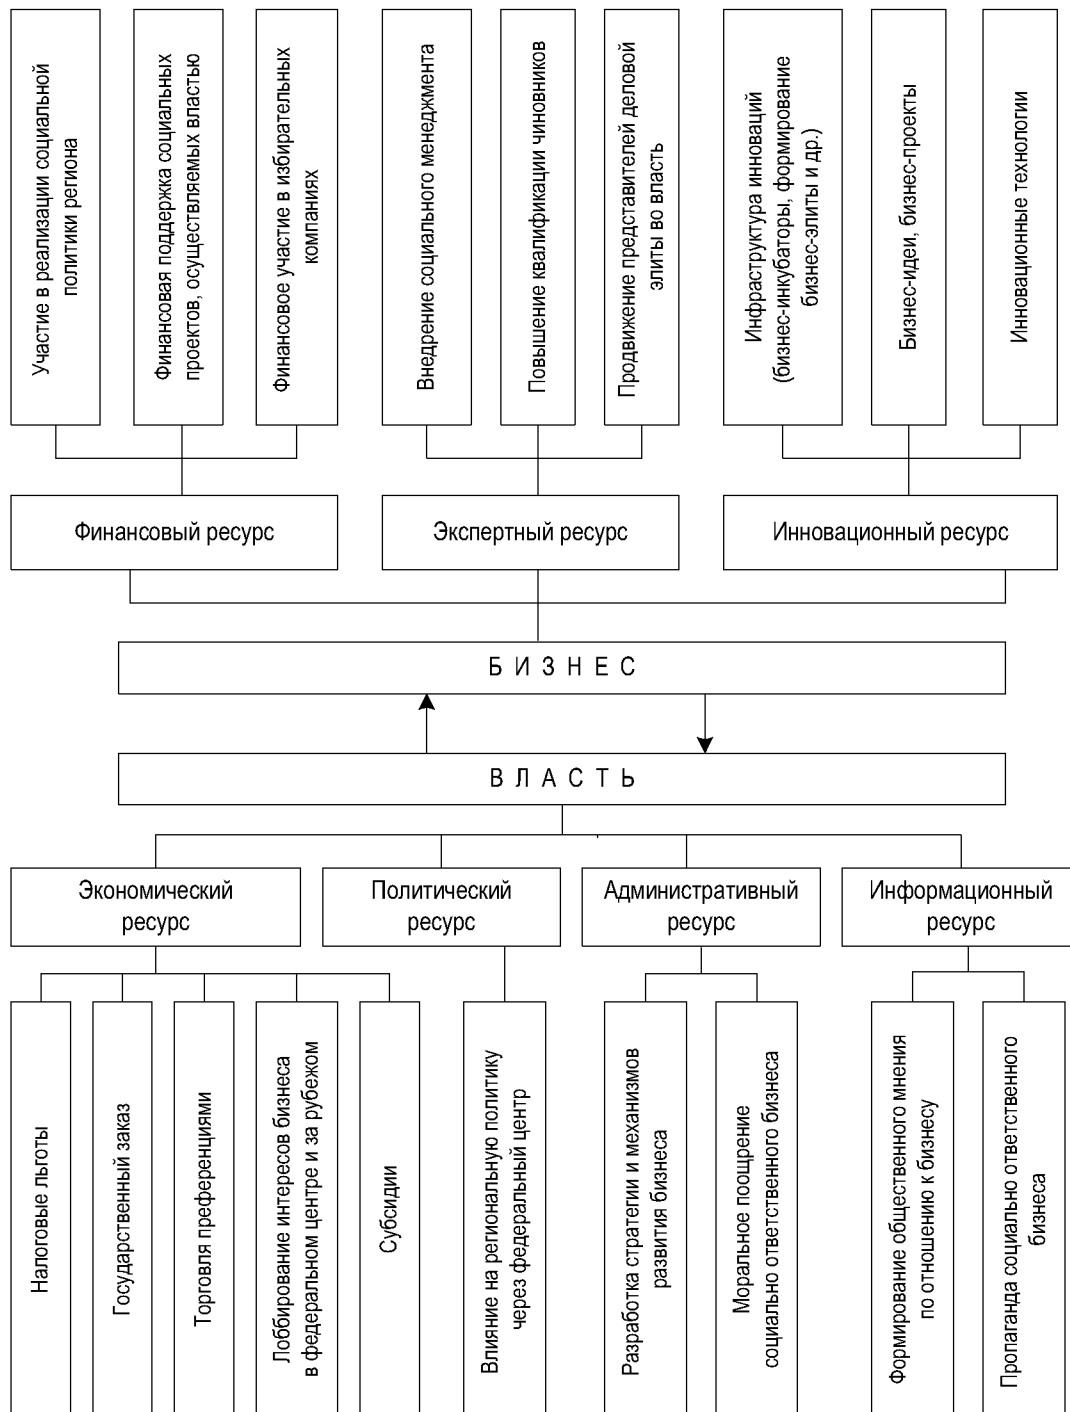 Участие в реализации социальной
политики региона
Финансовая поддержка социальных
проектов, осуществляемых властью
Финансовое участие в избирательных
компаниях
Внедрение социального менеджмента
Повышение квалификации чиновников
Продвижение представителей деловой
элиты во власть
Инфраструктура инноваций
(бизнес-инкубаторы, формирование
бизнес-элиты и др.)
Бизнес-идеи, бизнес-проекты
Инновационные технологии
Финансовый ресурс
Экспертный ресурс
Инновационный ресурс
Б И З Н Е С
В Л А С Т Ь
Экономический
ресурс
Политический
ресурс
Административный
ресурс
Информационный
ресурс
Налоговые льготы
Государственный заказ
Торговля преференциями
Лоббирование интересов бизнеса
в федеральном центре и за рубежом
Субсидии
Влияние на региональную политику
через федеральный центр
Разработка стратегии и механизмов
развития бизнеса
Моральное поощрение
социально ответственного бизнеса
Формирование общественного мнения
по отношению к бизнесу
Пропаганда социально ответственного
бизнеса